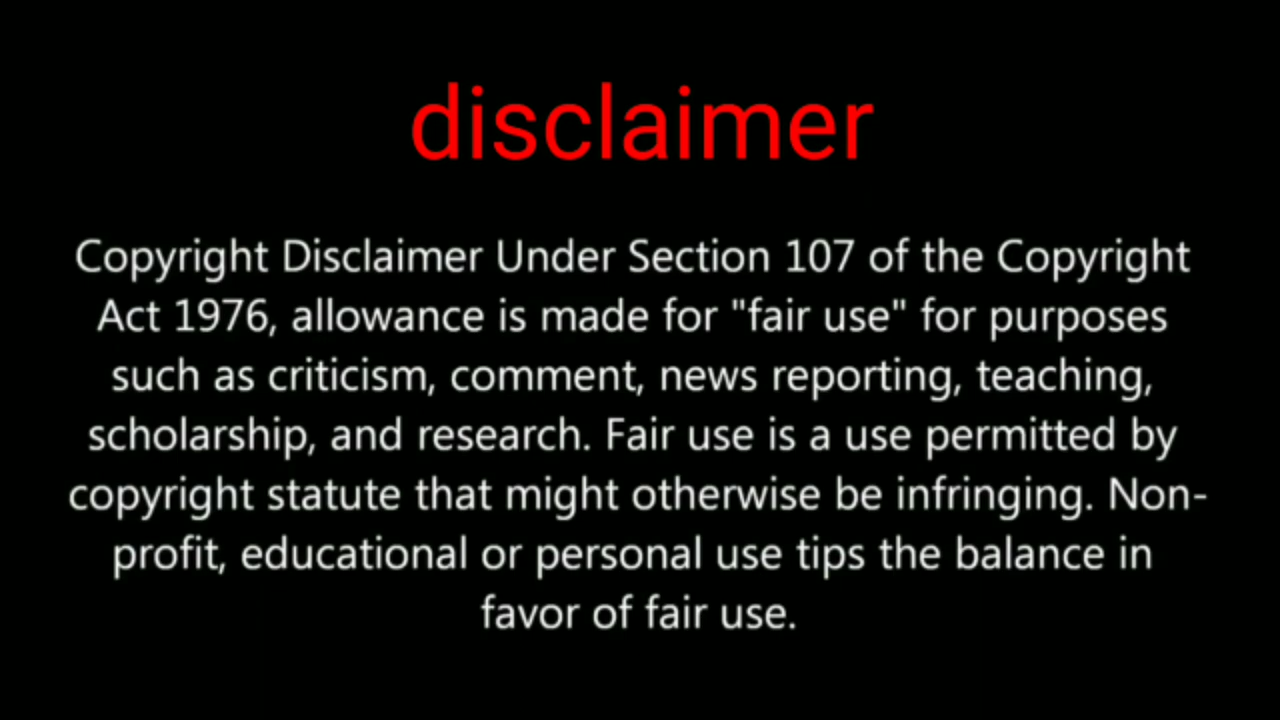 disclaimer
Copyright Disclaimer Under Section 107 of the Copyright
Act 1976, allowance is made for "fair use" for purposes
such as criticism, comment, news reporting, teaching,
scholarship, and research. Fair use is a use permitted by
copyright statute that might otherwise be infringing. Non-
profit, educational or personal use tips the balance in
favor of fair use.